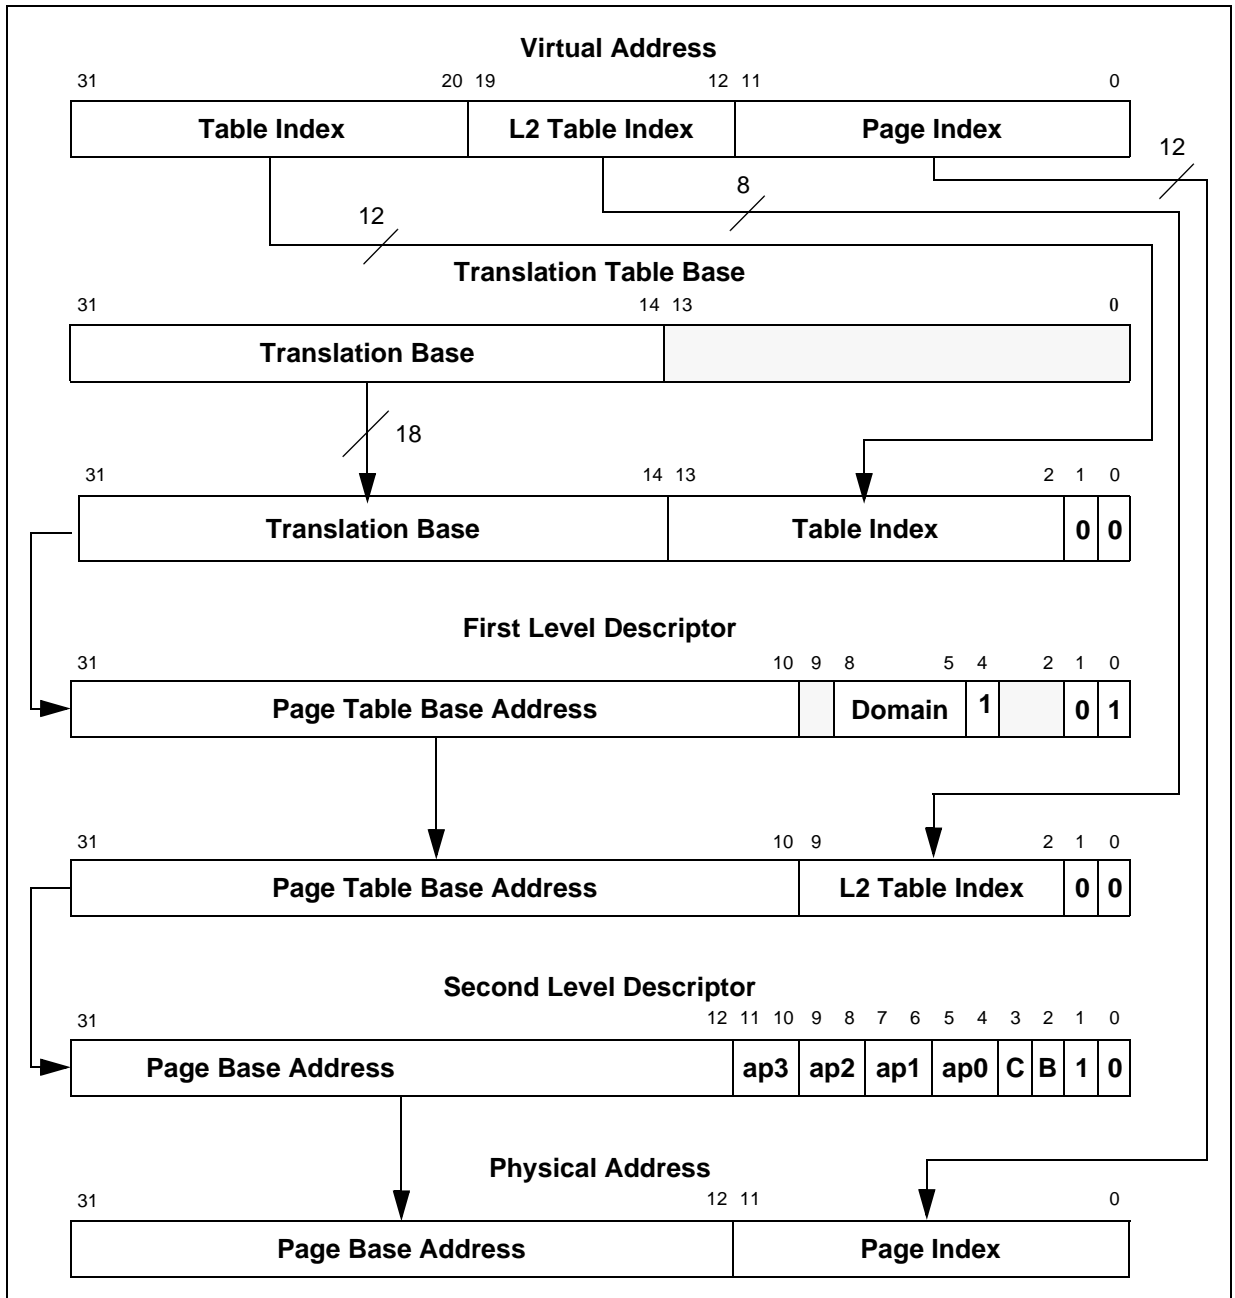 Virtual Address
31 20 19 12 11 0
Table Index L2 Table Index Page Index
12
8
12
Translation Table Base
31 14 13 0
Translation Base
18
31 14 13 2 1 0
Translation Base Table Index 0 0
First Level Descriptor
31 10 9 8 5 4 2 1 0
Page Table Base Address Domain 1 0 1
31 10 9 2 1 0
Page Table Base Address L2 Table Index 0 0
Second Level Descriptor
31 12 11 10 9 8 7 6 5 4 3 2 1 0
Page Base Address ap3 ap2 ap1 ap0 C B 1 0
Physical Address
31 12 11 0
Page Base Address Page Index